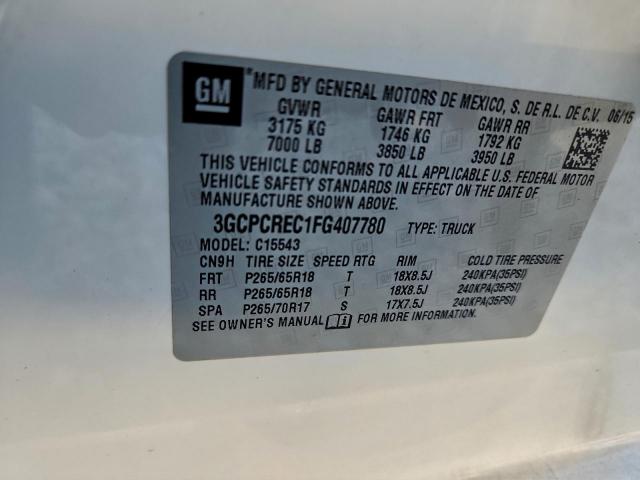 GM *MFD BY GENERAL MOTORS DE MEXICO, S. DE R.L. DE C.V. 06/15
GVWR GAWR FRT GAWR RR
3175 KG 1746 KG 1792 KG
7000 LB 3850 LB 3950 LB
THIS VEHICLE CONFORMS TO ALL APPLICABLE U.S. FEDERAL MOTOR
VEHICLE SAFETY STANDARDS IN EFFECT ON THE DATE OF
MANUFACTURE SHOWN ABOVE.
3GCPCREC1FG407780 TYPE: TRUCK
MODEL: C15543
CN9H TIRE SIZE SPEED RTG RIM COLD TIRE PRESSURE
FRT P265/65R18 T 18X8.5J 240KPA(35PSI)
RR P265/65R18 T 18X8.5J 240KPA(35PSI)
SPA P265/70R17 S 17X7.5J 240KPA(35PSI)
SEE OWNER'S MANUAL FOR MORE INFORMATION.